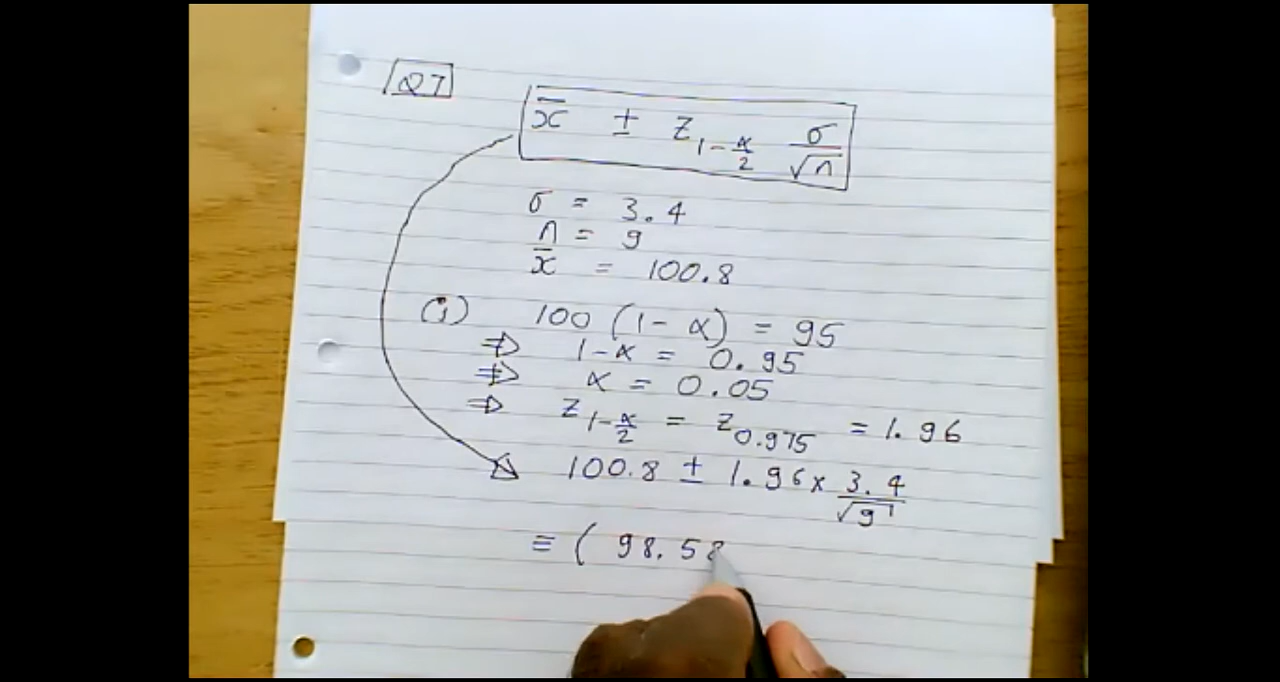 Q7
x̄ ± z_{1-α/2} σ/√n
σ = 3.4
n = 9
x̄ = 100.8
(i) 100 (1-α) = 95
⇒ 1-α = 0.95
⇒ α = 0.05
⇒ z_{1-α/2} = z_{0.975} = 1.96
100.8 ± 1.96 × 3.4/√9
≡ ( 98.58